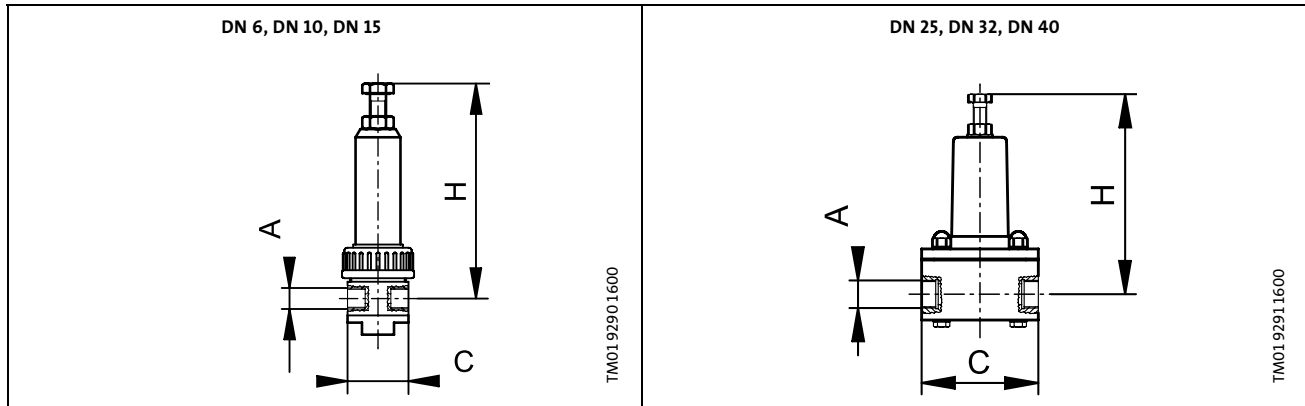 DN 6, DN 10, DN 15
H
A
C
TM01 9290 1600
DN 25, DN 32, DN 40
H
A
C
TM01 9291 1600